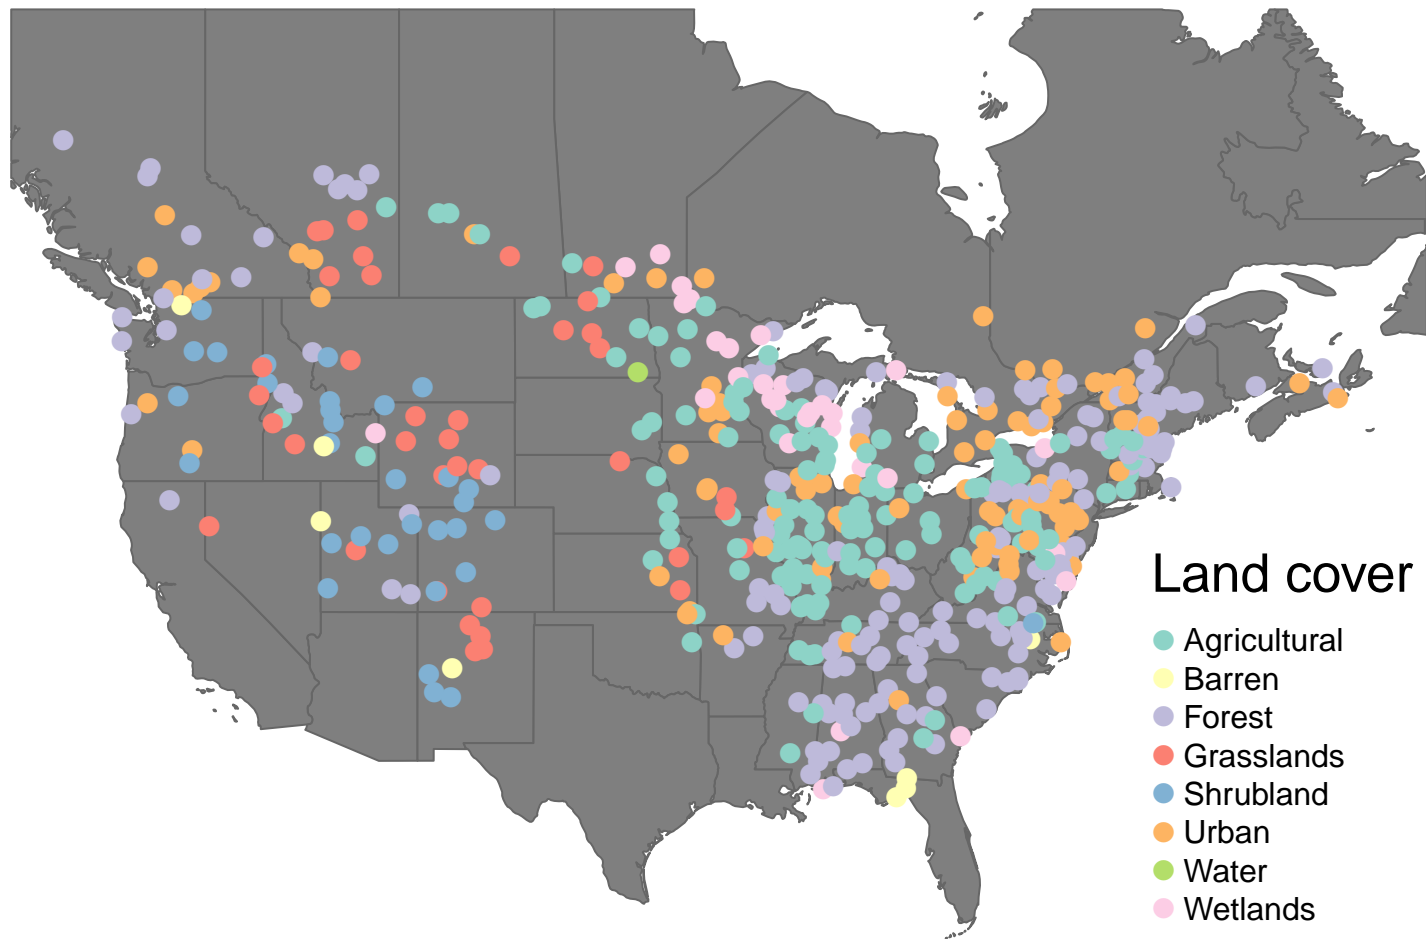 Land cover
Agricultural
Barren
Forest
Grasslands
Shrubland
Urban
Water
Wetlands